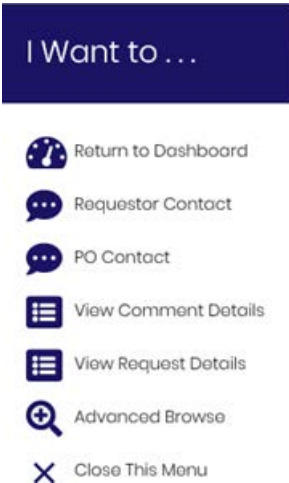 I Want to . . .
Return to Dashboard
Requestor Contact
PO Contact
View Comment Details
View Request Details
Advanced Browse
Close This Menu